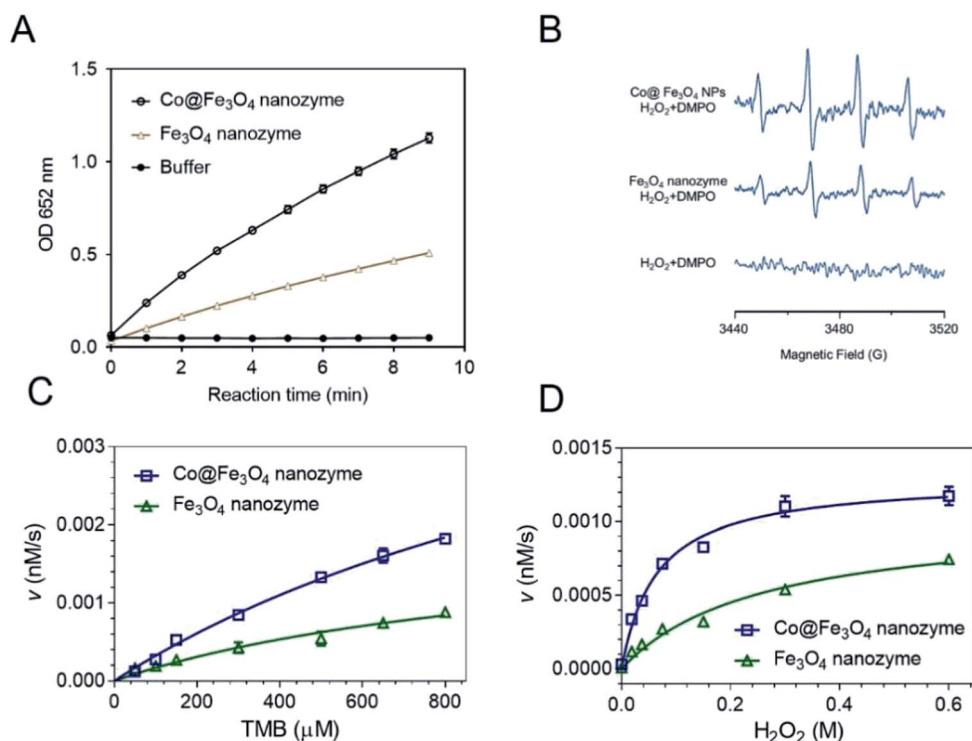 A
OD 652 nm
1.5
1.0
0.5
0.0
Co@Fe₃O₄ nanozyme
Fe₃O₄ nanozyme
Buffer
0 2 4 6 8 10
Reaction time (min)
B
Co@ Fe₃O₄ NPs
H₂O₂+DMPO
Fe₃O₄ nanozyme
H₂O₂+DMPO
H₂O₂+DMPO
3440 3480 3520
Magnetic Field (G)
C
v (nM/s)
0.003
0.002
0.001
0.000
Co@Fe₃O₄ nanozyme
Fe₃O₄ nanozyme
0 200 400 600 800
TMB (μM)
D
v (nM/s)
0.0015
0.0010
0.0005
0.0000
Co@Fe₃O₄ nanozyme
Fe₃O₄ nanozyme
0.0 0.2 0.4 0.6
H₂O₂ (M)